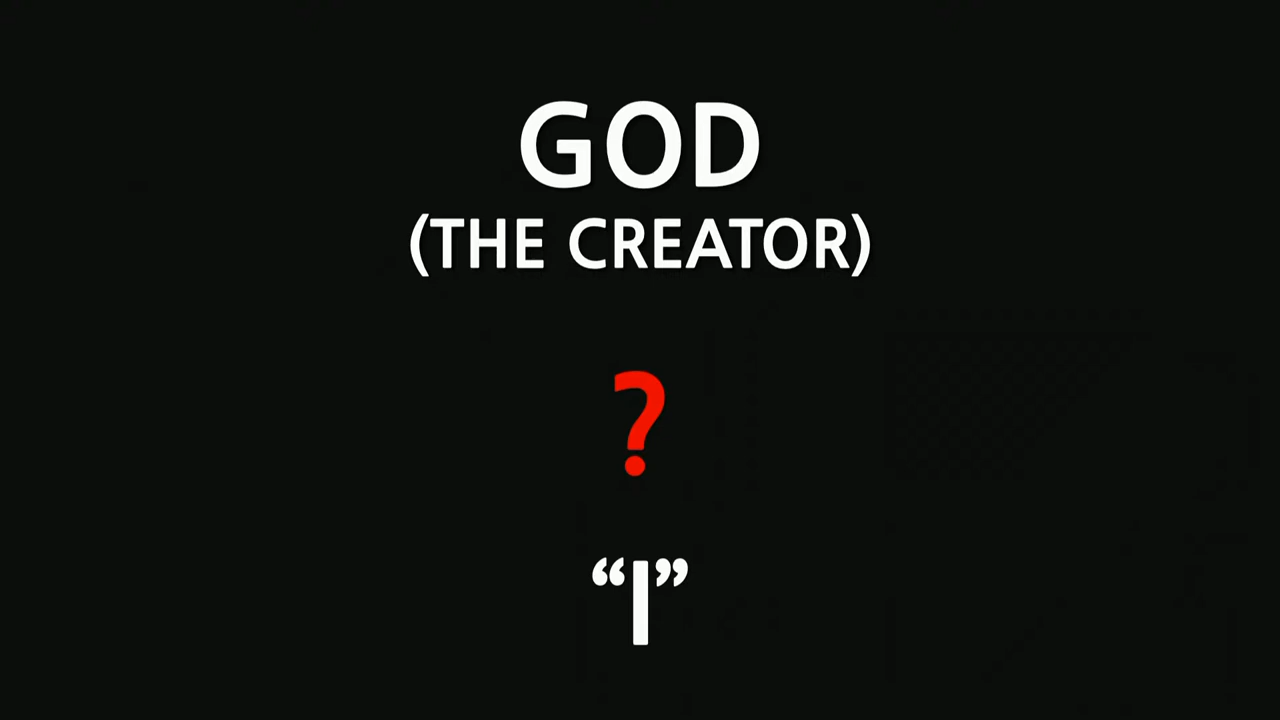 GOD
(THE CREATOR)
?
“I”